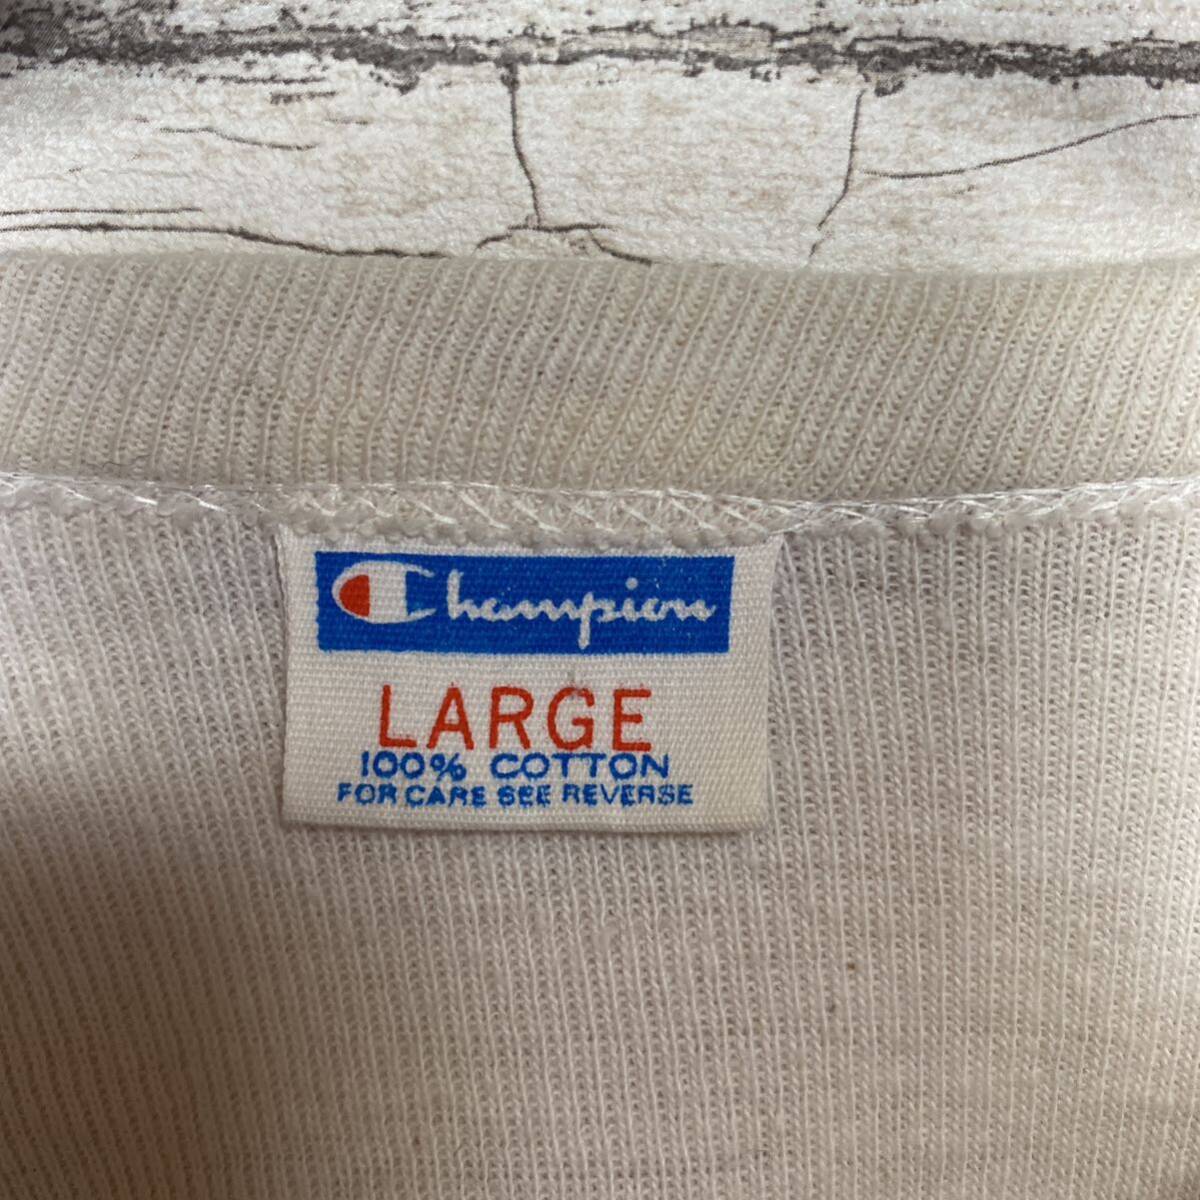 Champion
LARGE
100% COTTON
FOR CARE SEE REVERSE